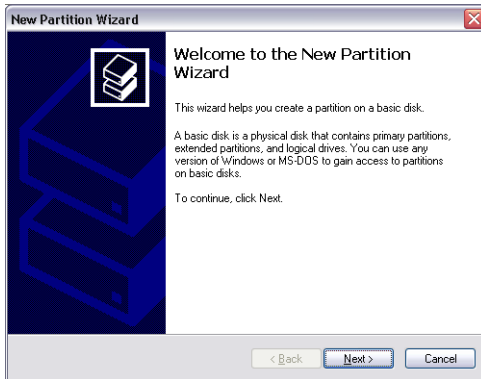 New Partition Wizard
Welcome to the New Partition
Wizard
This wizard helps you create a partition on a basic disk.
A basic disk is a physical disk that contains primary partitions,
extended partitions, and logical drives. You can use any
version of Windows or MS-DOS to gain access to partitions
on basic disks.
To continue, click Next.
< Back Next > Cancel